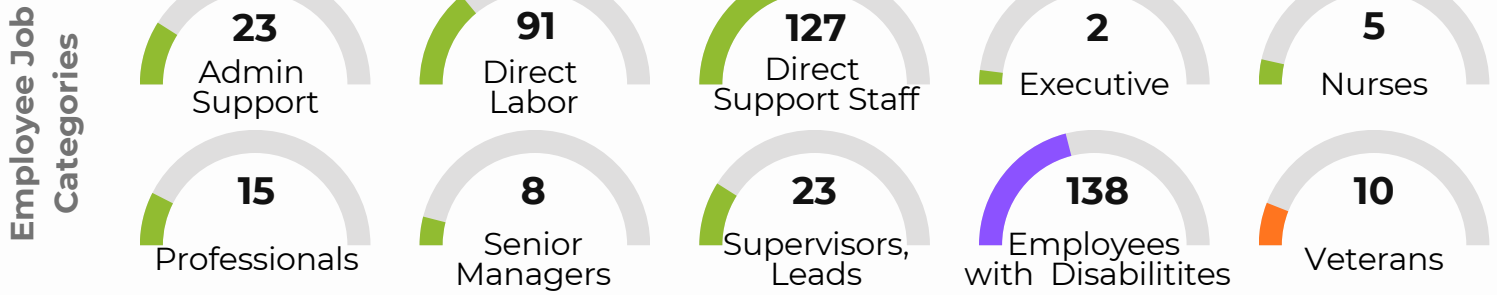 Employee Job
Categories
23
Admin
Support
91
Direct
Labor
127
Direct
Support Staff
2
Executive
5
Nurses
15
Professionals
8
Senior
Managers
23
Supervisors,
Leads
138
Employees
with Disabilitites
10
Veterans